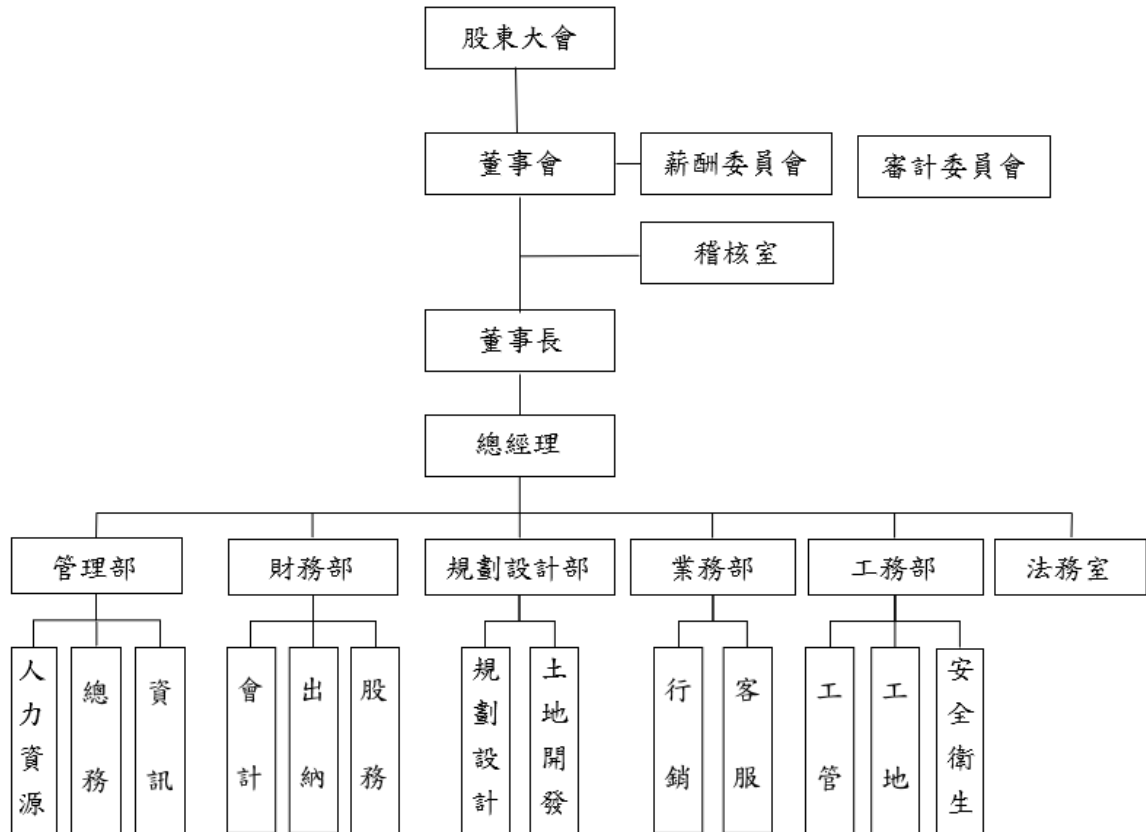 股東大會
董事會
薪酬委員會
審計委員會
稽核室
董事長
總經理
管理部
財務部
規劃設計部
業務部
工務部
法務室
人力資源
總務
資訊
會計
出納
股務
規劃設計
土地開發
行銷
客服
工管
工地
安全衛生